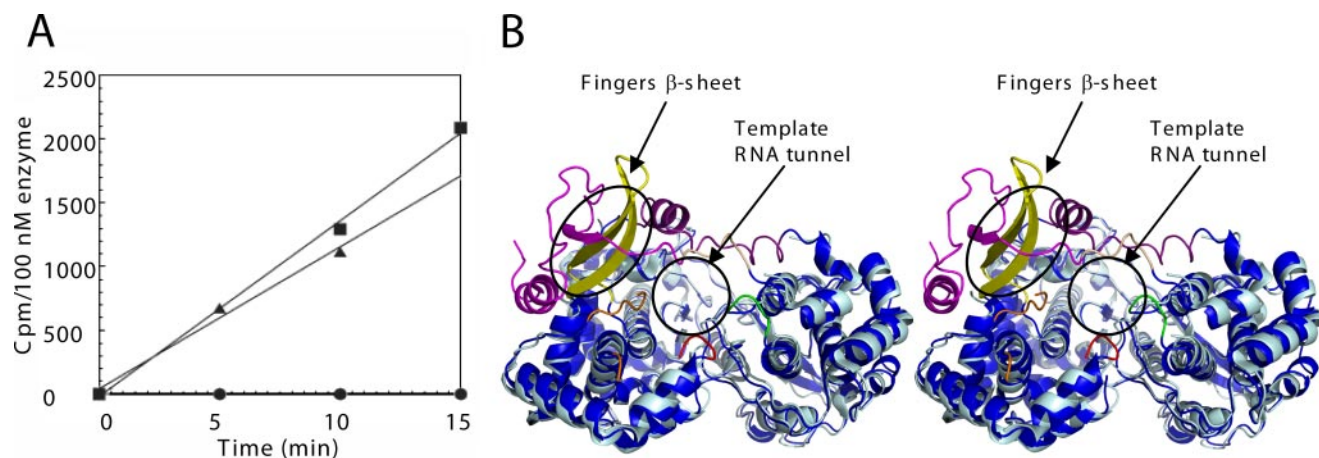 A
2500
2000
1500
1000
500
0
0 5 10 15
Time (min)
Cpm/100 nM enzyme
B
Fingers β-sheet
Template
RNA tunnel
Fingers β-sheet
Template
RNA tunnel